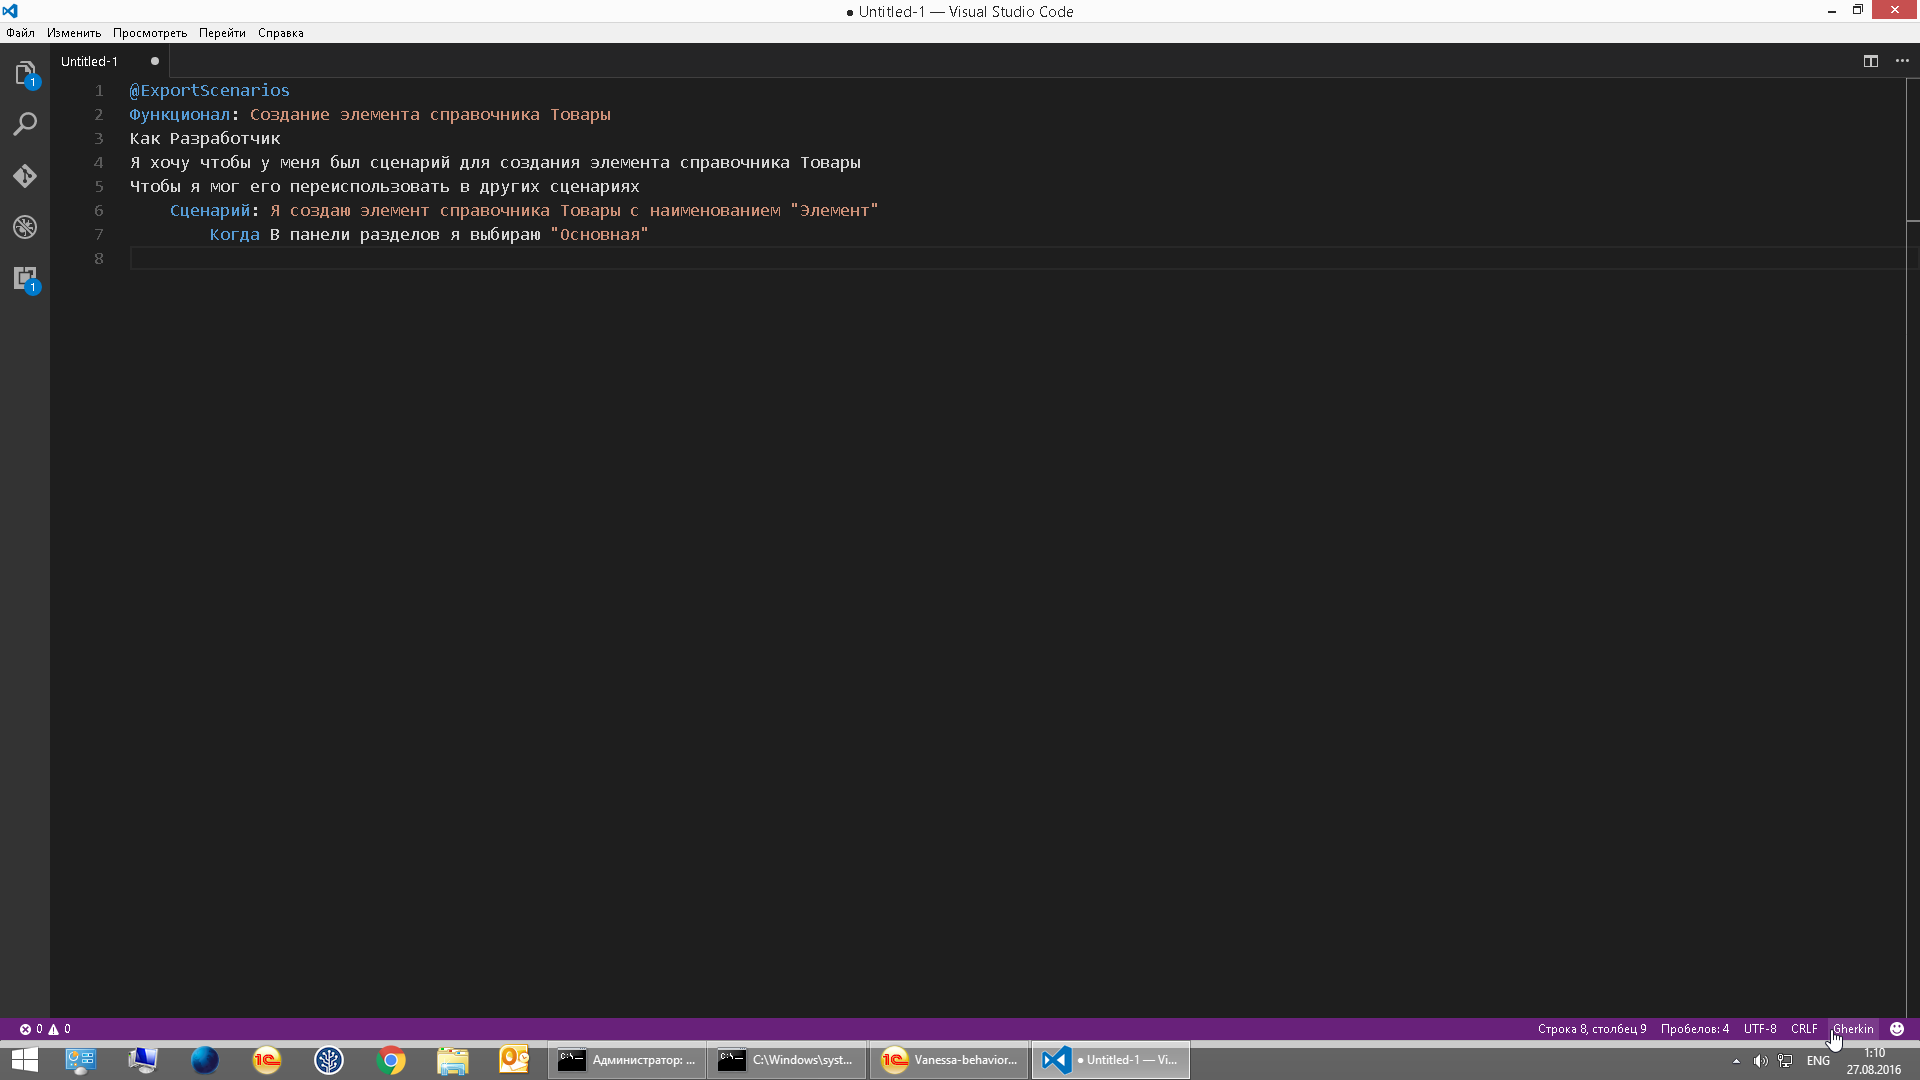 ● Untitled-1 — Visual Studio Code
Файл Изменить Просмотреть Перейти Справка
Untitled-1
1 @ExportScenarios
2 Функционал: Создание элемента справочника Товары
3 Как Разработчик
4 Я хочу чтобы у меня был сценарий для создания элемента справочника Товары
5 Чтобы я мог его переиспользовать в других сценариях
6 Сценарий: Я создаю элемент справочника Товары с наименованием "Элемент"
7 Когда В панели разделов я выбираю "Основная"
8
1
1
0 0 Строка 8, столбец 9 Пробелов: 4 UTF-8 CRLF Gherkin
Администратор: ... C:\Windows\syst... Vanessa-behavior... ● Untitled-1 — Vi... ENG 1:10
27.08.2016